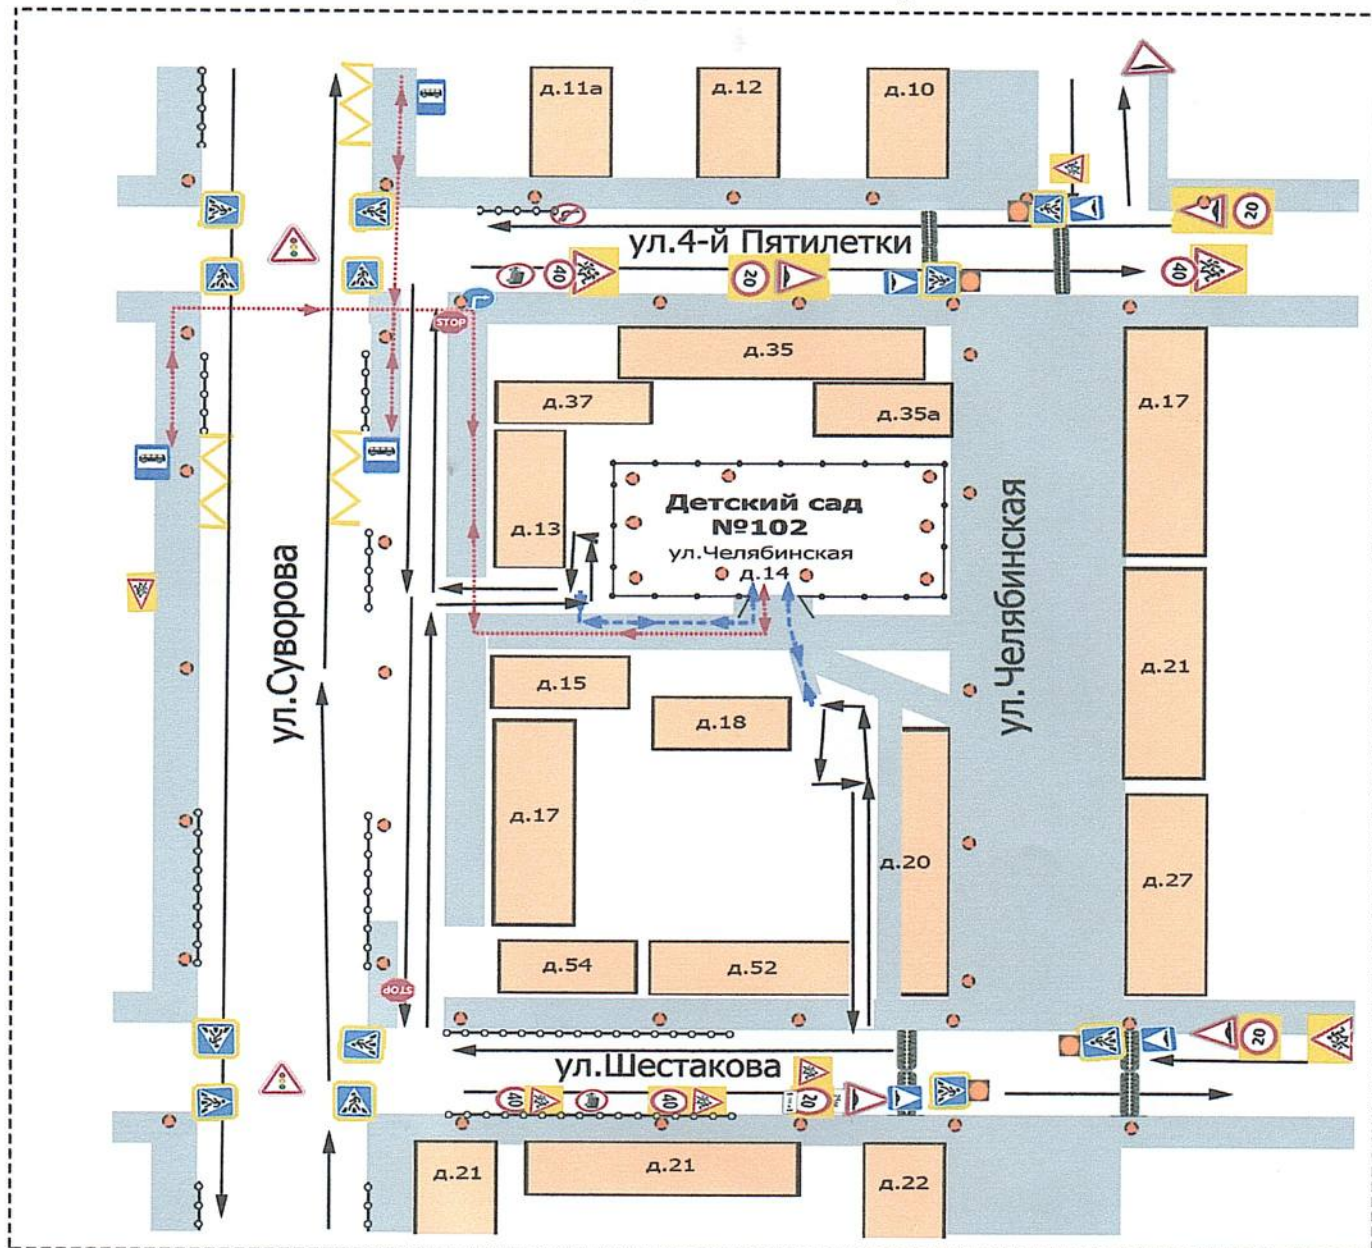 д.11а
д.12
д.10
20
ул.4-й Пятилетки
40
20
40
STOP
д.35
д.37
д.35а
д.17
Детский сад
№102
ул.Челябинская
д.14
д.13
ул.Суворова
ул.Челябинская
д.15
д.18
д.21
д.17
д.20
д.27
д.54
д.52
STOP
20
ул.Шестакова
40
40
20
д.21
д.21
д.22